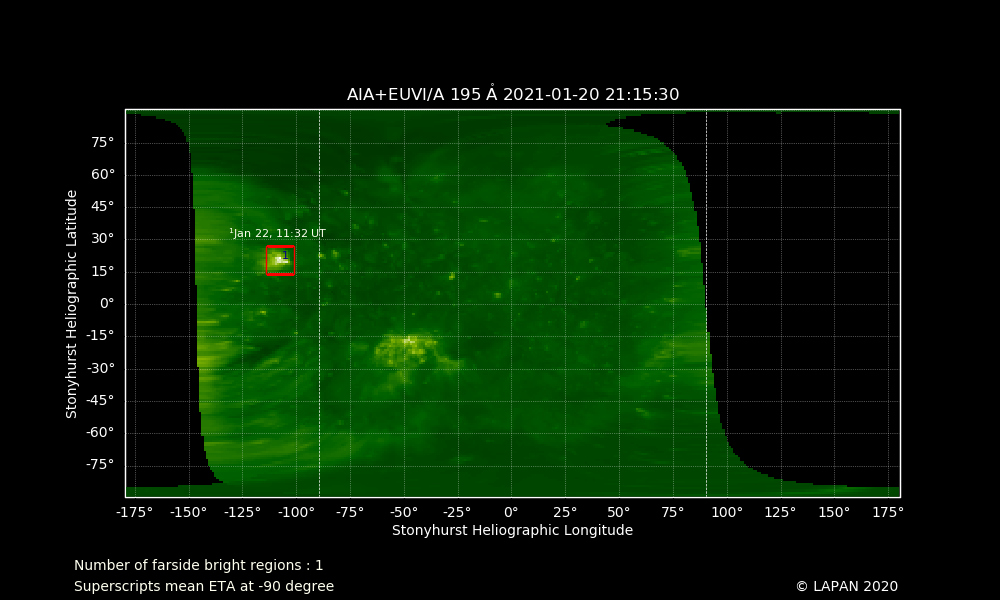 AIA+EUVI/A 195 Å 2021-01-20 21:15:30
75°
60°
45°
30°
15°
0°
-15°
-30°
-45°
-60°
-75°
Stonyhurst Heliographic Latitude
¹Jan 22, 11:32 UT
1
-175° -150° -125° -100° -75° -50° -25° 0° 25° 50° 75° 100° 125° 150° 175°
Stonyhurst Heliographic Longitude
Number of farside bright regions : 1
Superscripts mean ETA at -90 degree
© LAPAN 2020